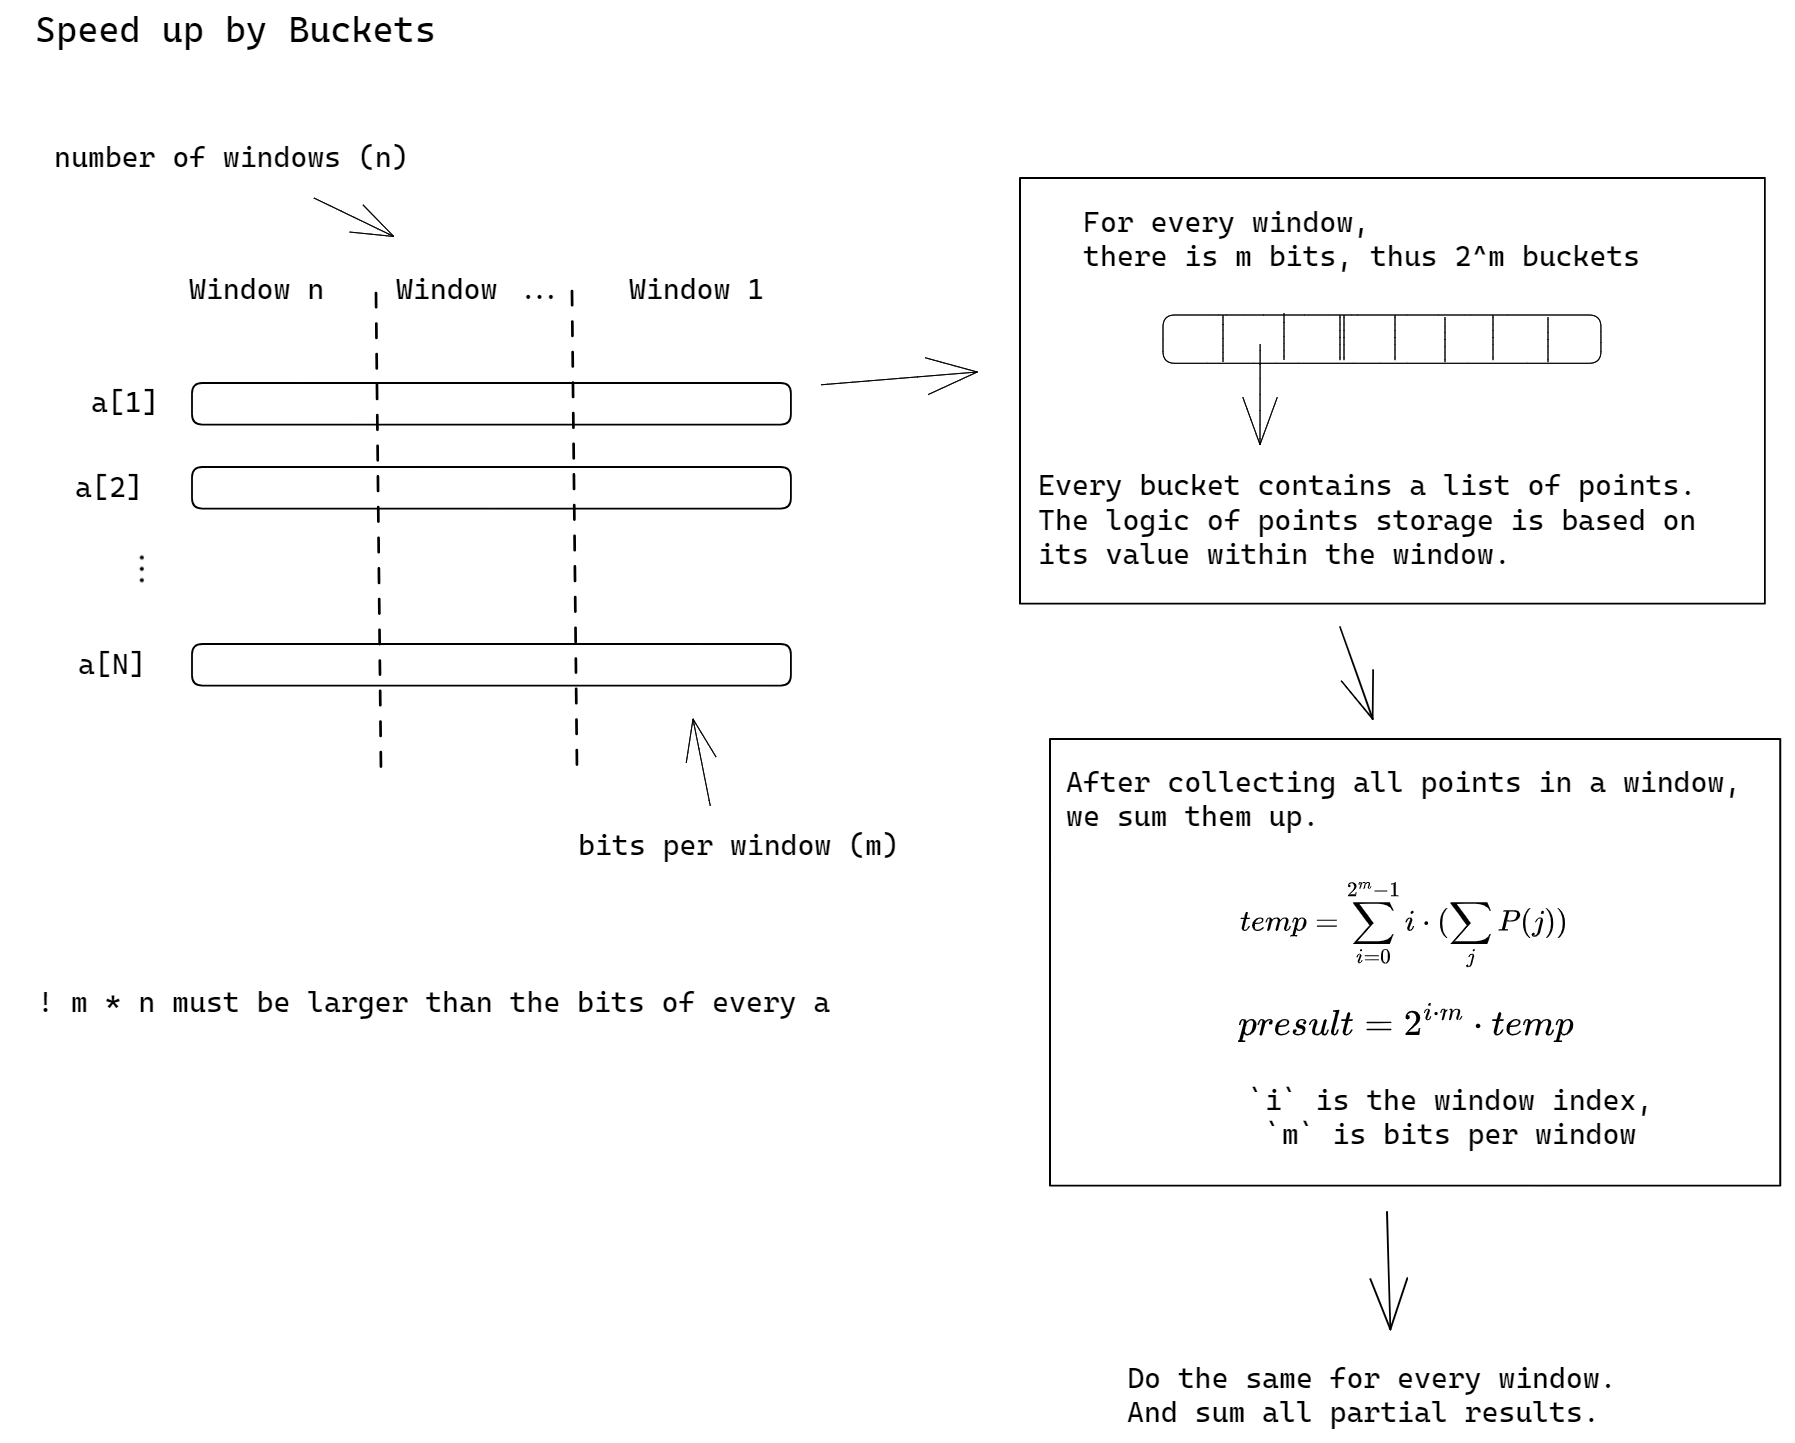 Speed up by Buckets
number of windows (n)
Window n
Window ...
Window 1
a[1]
a[2]
⋮
a[N]
bits per window (m)
! m * n must be larger than the bits of every a
For every window,
there is m bits, thus 2^m buckets
Every bucket contains a list of points.
The logic of points storage is based on
its value within the window.
After collecting all points in a window,
we sum them up.
$temp = \sum_{i=0}^{2^m-1} i \cdot (\sum_{j} P(j))$
$presult = 2^{i \cdot m} \cdot temp$
`i` is the window index,
`m` is bits per window
Do the same for every window.
And sum all partial results.